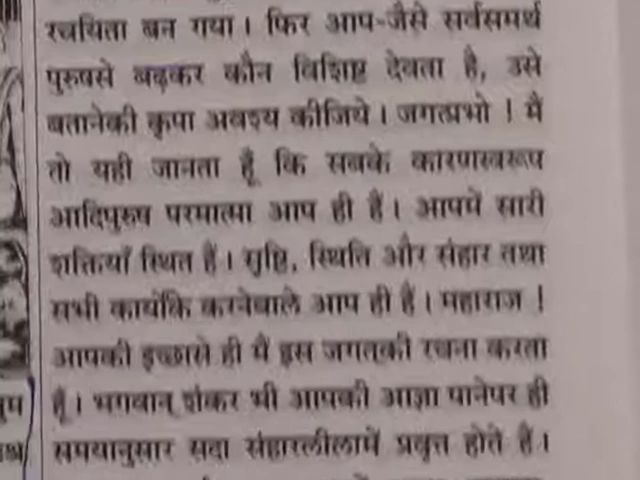 रचयिता बन गया। फिर आप-जैसे सर्वसमर्थ
पुरुषसे बढ़कर कौन विशिष्ट देवता है, उसे
बतानेकी कृपा अवश्य कीजिये। जगत्प्रभो ! मैं
तो यही जानता हूँ कि सबके कारणस्वरूप
आदिपुरुष परमात्मा आप ही हैं। आपमें सारी
शक्तियाँ स्थित हैं। सृष्टि, स्थिति और संहार तथा
सभी कार्योंके करनेवाले आप ही हैं। महाराज !
आपकी इच्छासे ही मैं इस जगत्‌की रचना करता
हूँ। भगवान् शंकर भी आपकी आज्ञा पानेपर ही
समयानुसार सदा संहारलीलामें प्रवृत्त होते हैं।